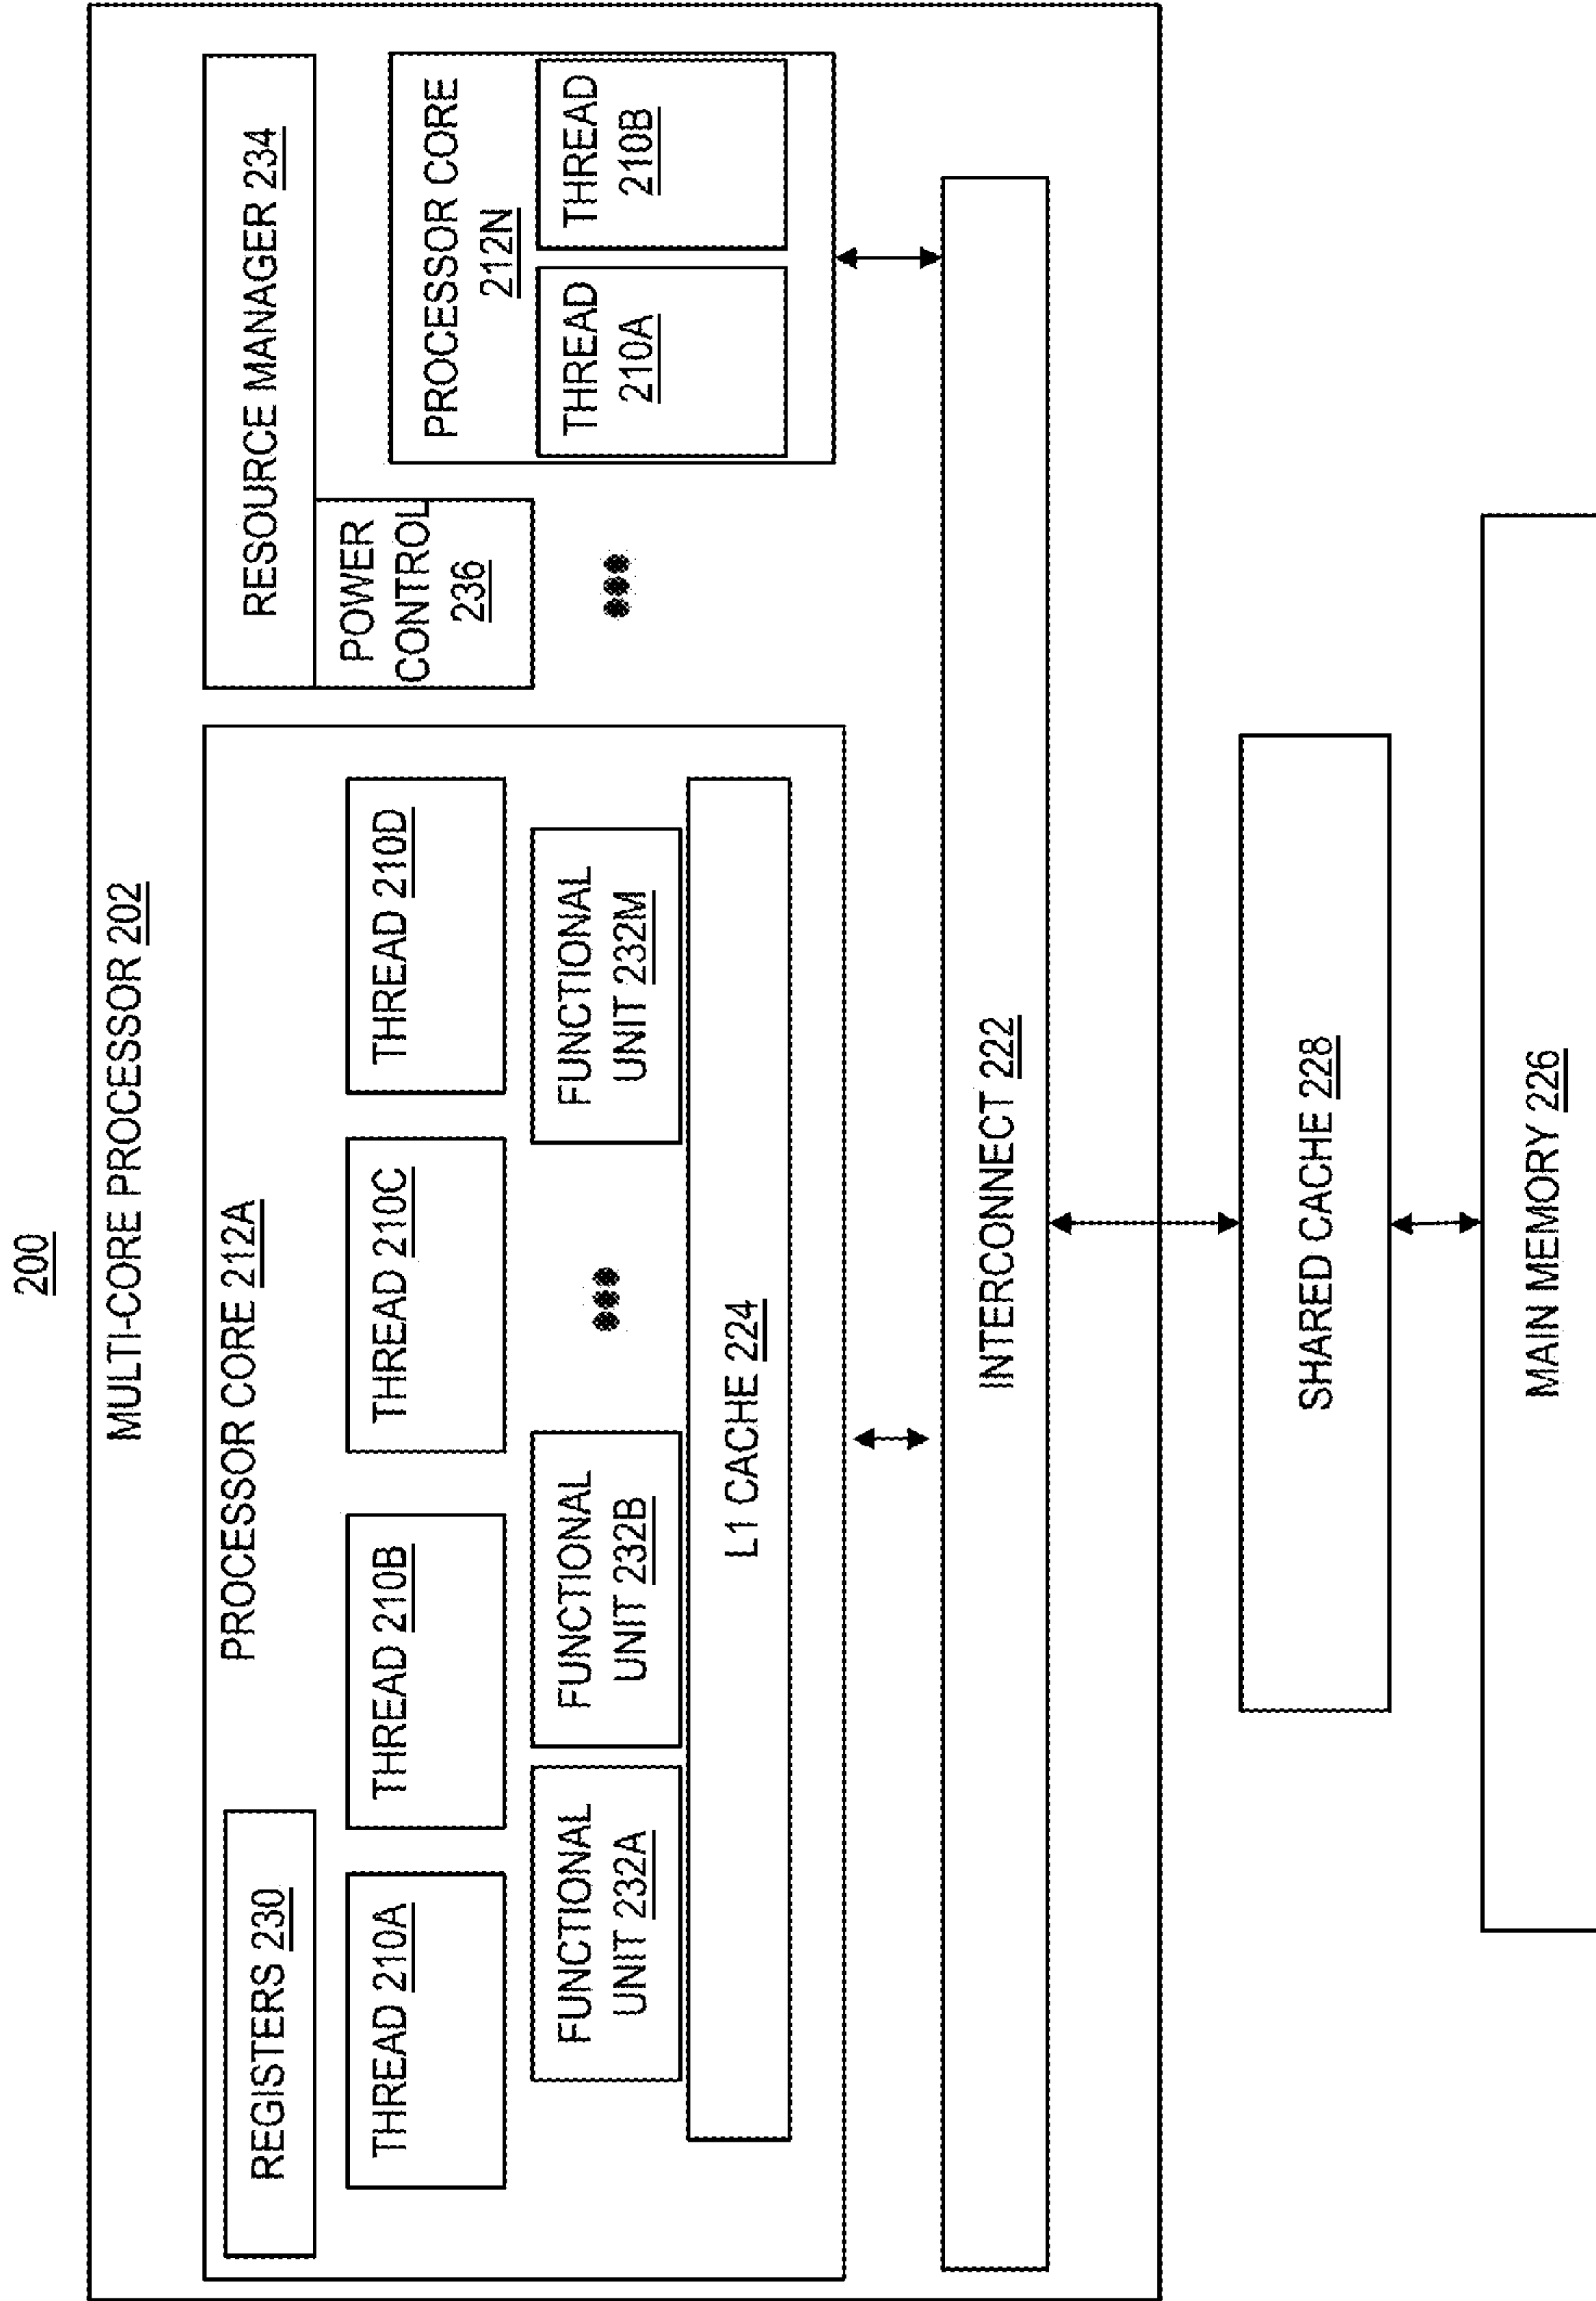 200
MULTI-CORE PROCESSOR 202
PROCESSOR CORE 212A
REGISTERS 230
THREAD 210A
THREAD 210B
THREAD 210C
THREAD 210D
FUNCTIONAL
UNIT 232A
FUNCTIONAL
UNIT 232B
FUNCTIONAL
UNIT 232M
L1 CACHE 224
RESOURCE MANAGER 234
POWER
CONTROL
236
PROCESSOR CORE
212N
THREAD
210A
THREAD
210B
INTERCONNECT 222
SHARED CACHE 228
MAIN MEMORY 226